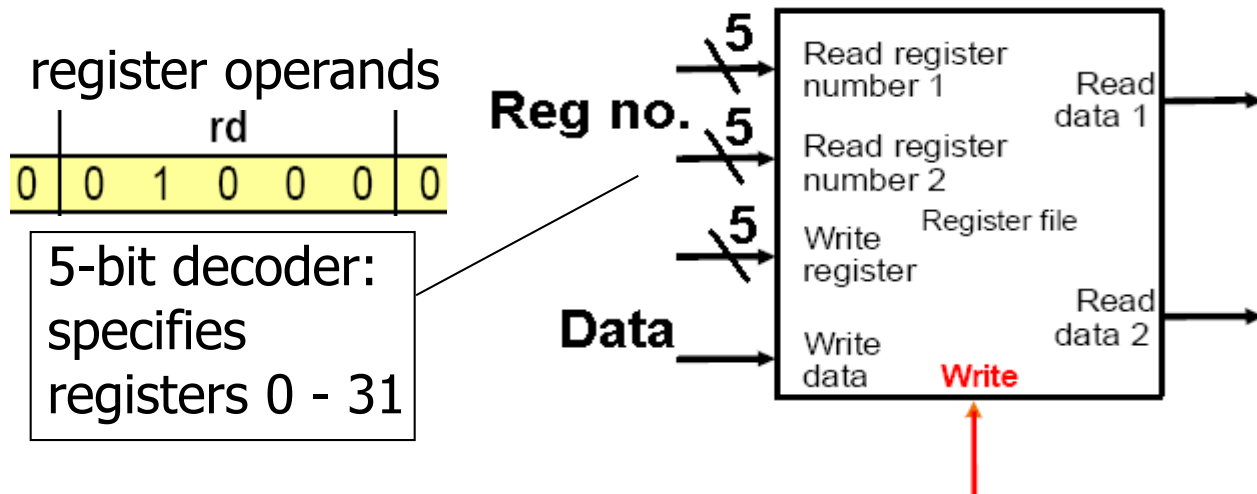 register operands
rd
0 0 1 0 0 0 0
5-bit decoder:
specifies
registers 0 - 31
Reg no.
Data
5
5
5
Read register
number 1
Read register
number 2
Write
register
Write
data
Register file
Write
Read
data 1
Read
data 2